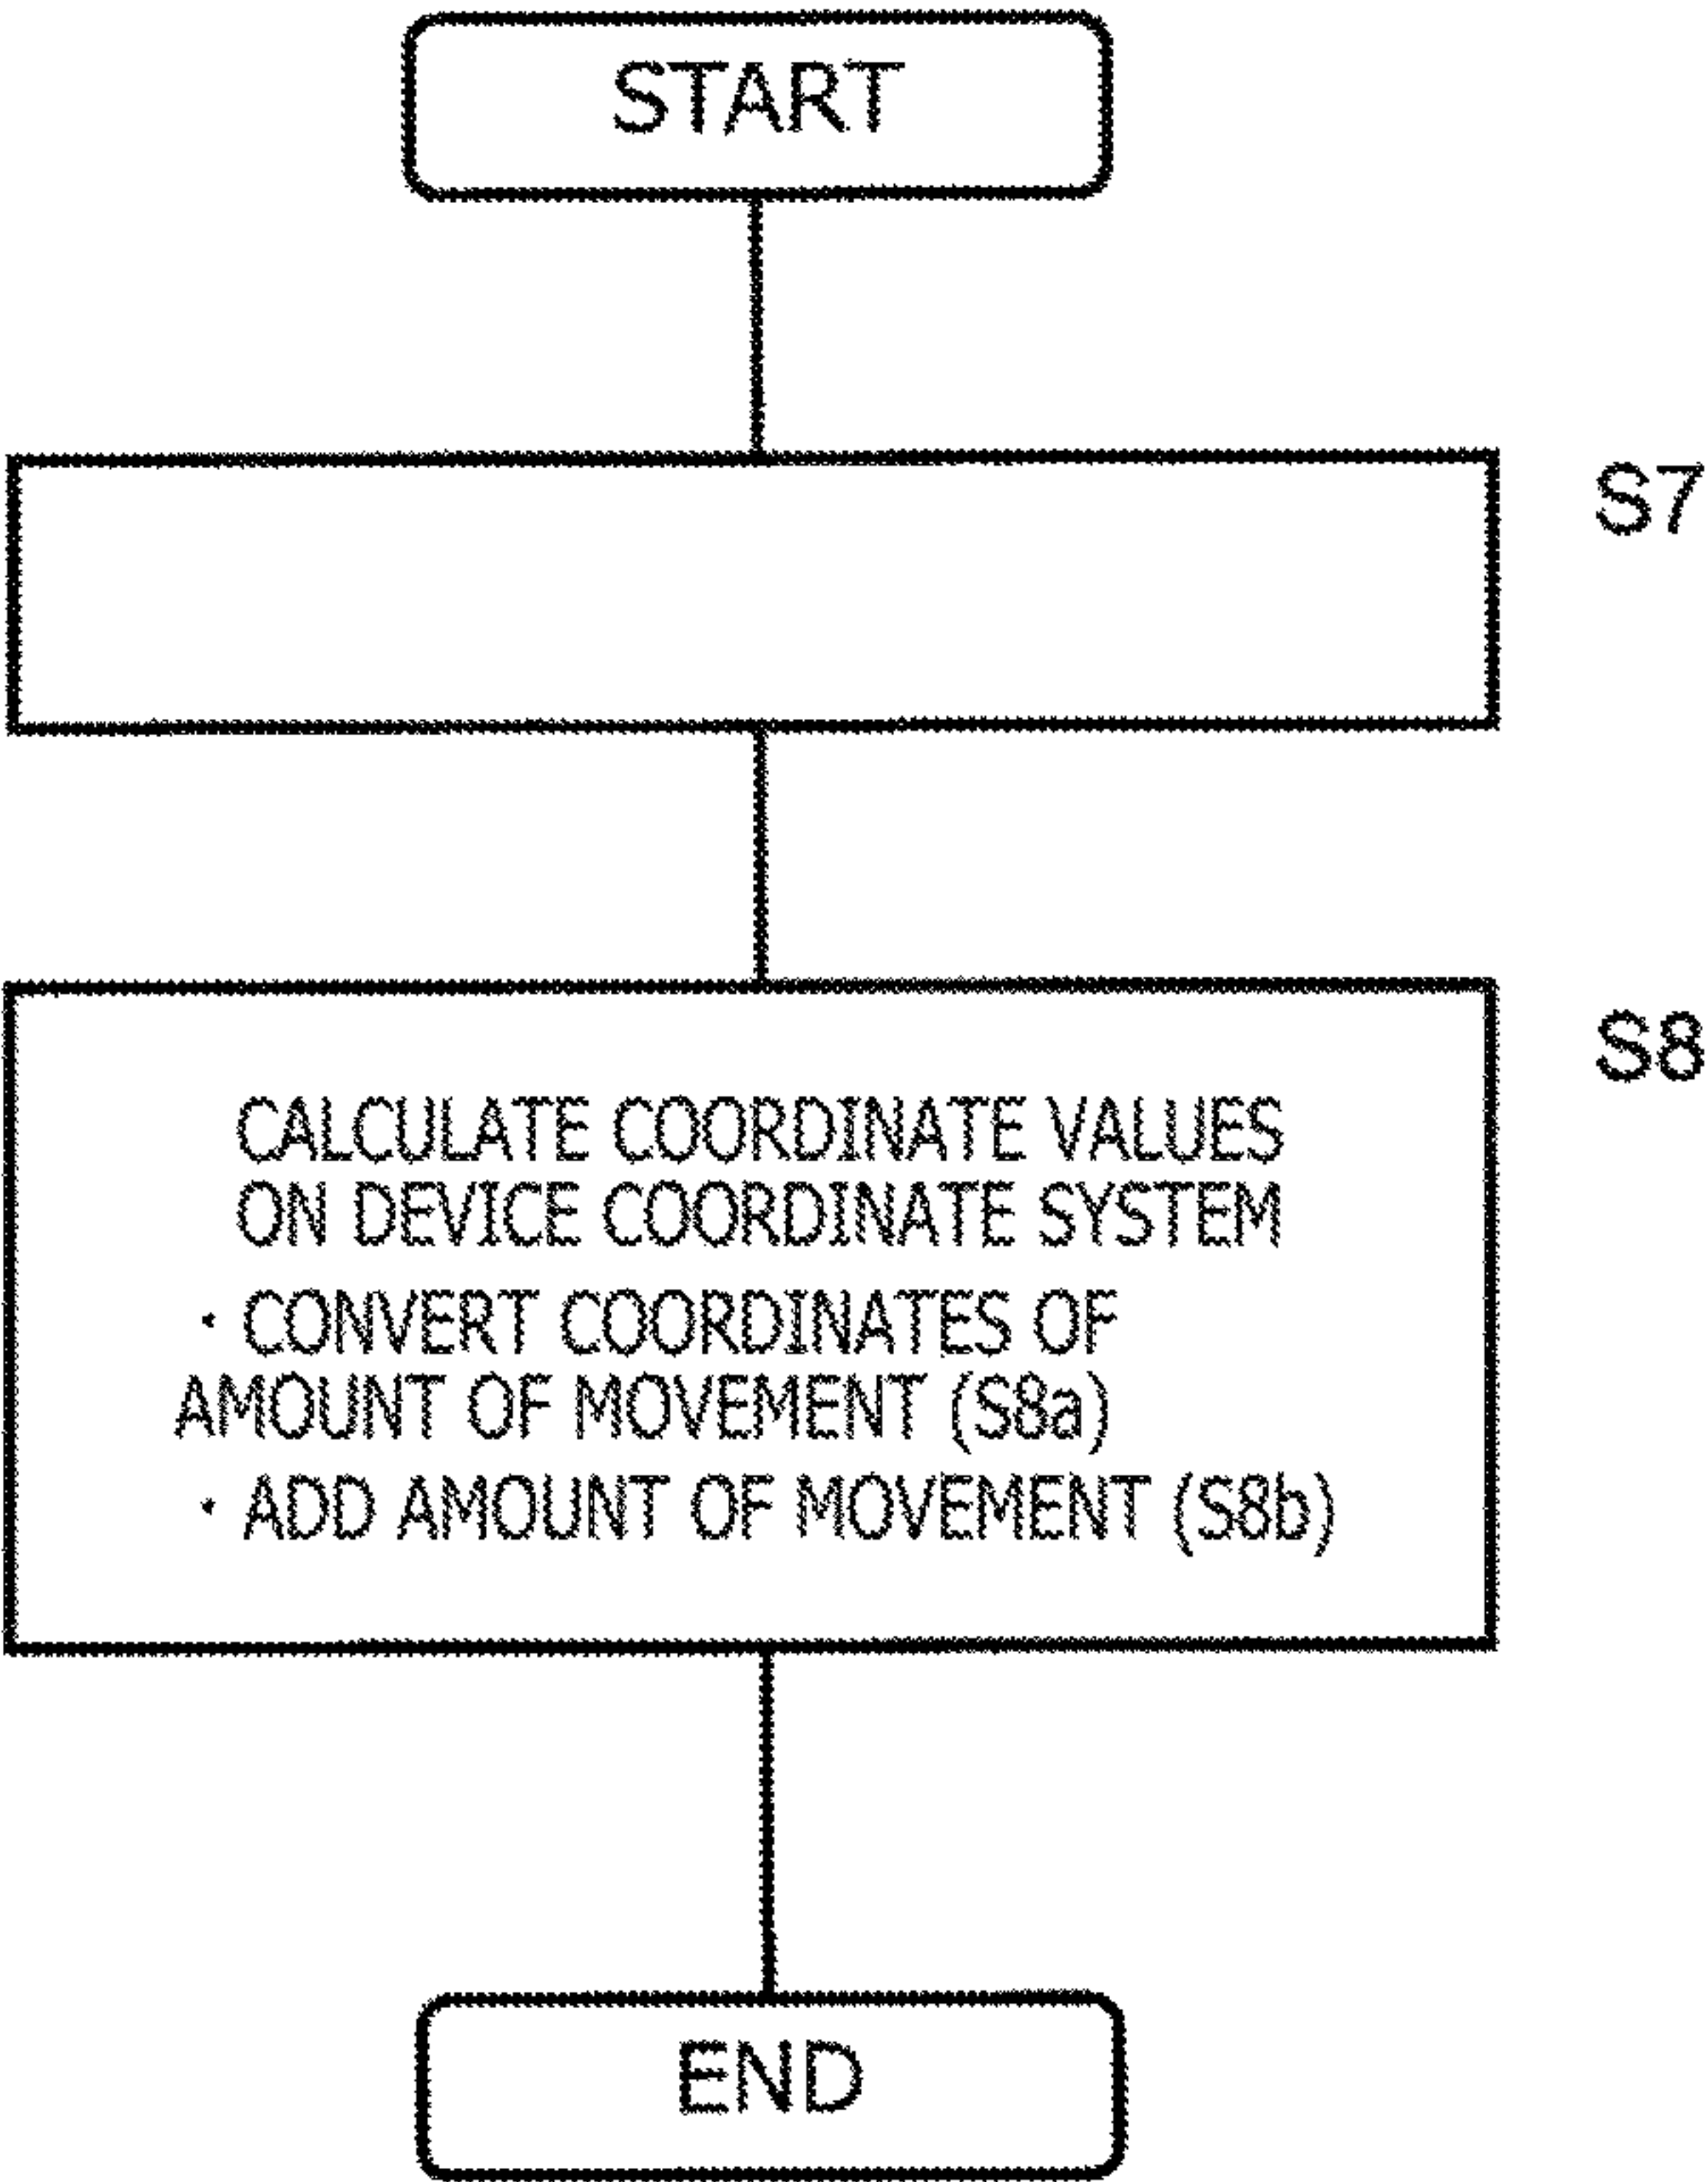 START
S7
S8
CALCULATE COORDINATE VALUES
ON DEVICE COORDINATE SYSTEM
・CONVERT COORDINATES OF
AMOUNT OF MOVEMENT (S8a)
・ADD AMOUNT OF MOVEMENT (S8b)
END